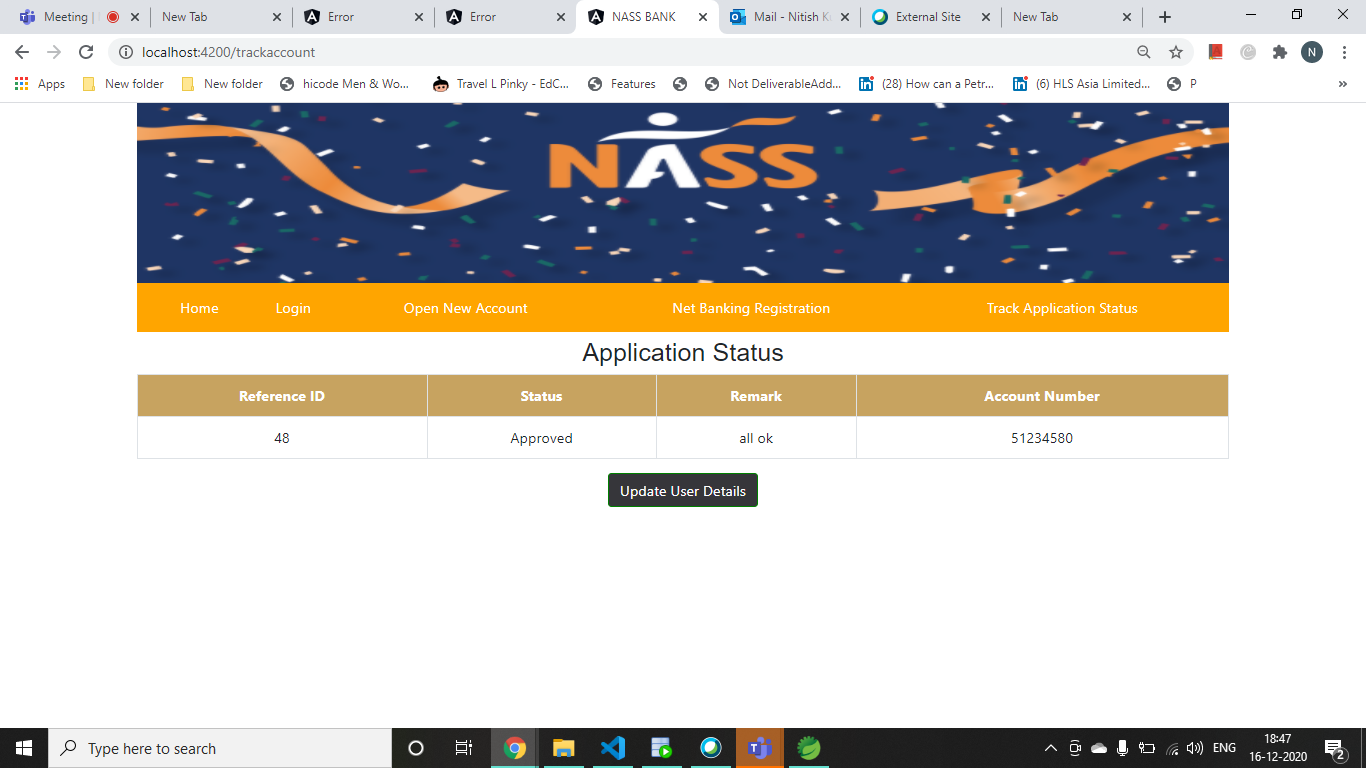 Meeting |
New Tab
Error
Error
NASS BANK
Mail - Nitish K
External Site
New Tab
localhost:4200/trackaccount
N
Apps
New folder
New folder
hicode Men & Wo...
Travel L Pinky - EdC...
Features
Not DeliverableAdd...
(28) How can a Petr...
(6) HLS Asia Limited...
P
»
NASS
Home
Login
Open New Account
Net Banking Registration
Track Application Status
Application Status
Reference ID
Status
Remark
Account Number
48
Approved
all ok
51234580
Update User Details
Type here to search
ENG
18:47
16-12-2020
2